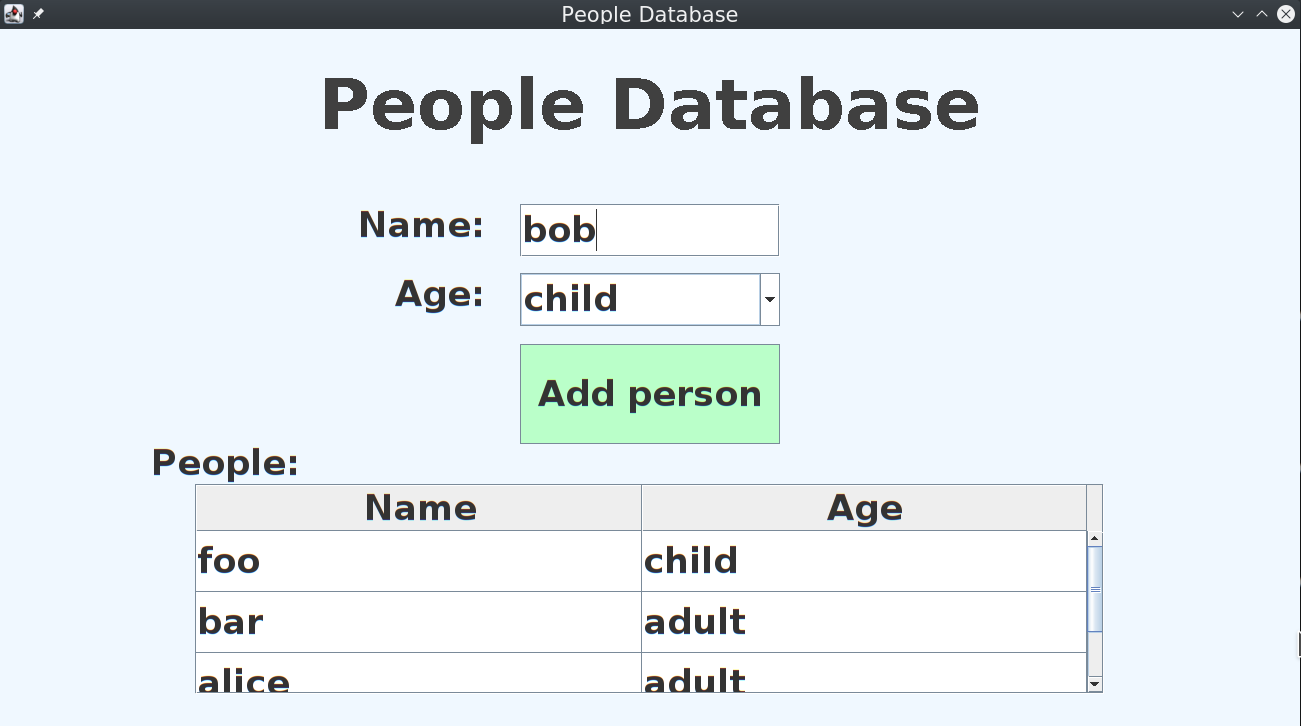 People Database
People Database
Name: bob
Age: child
Add person
People:
Name Age
foo child
bar adult
alice adult